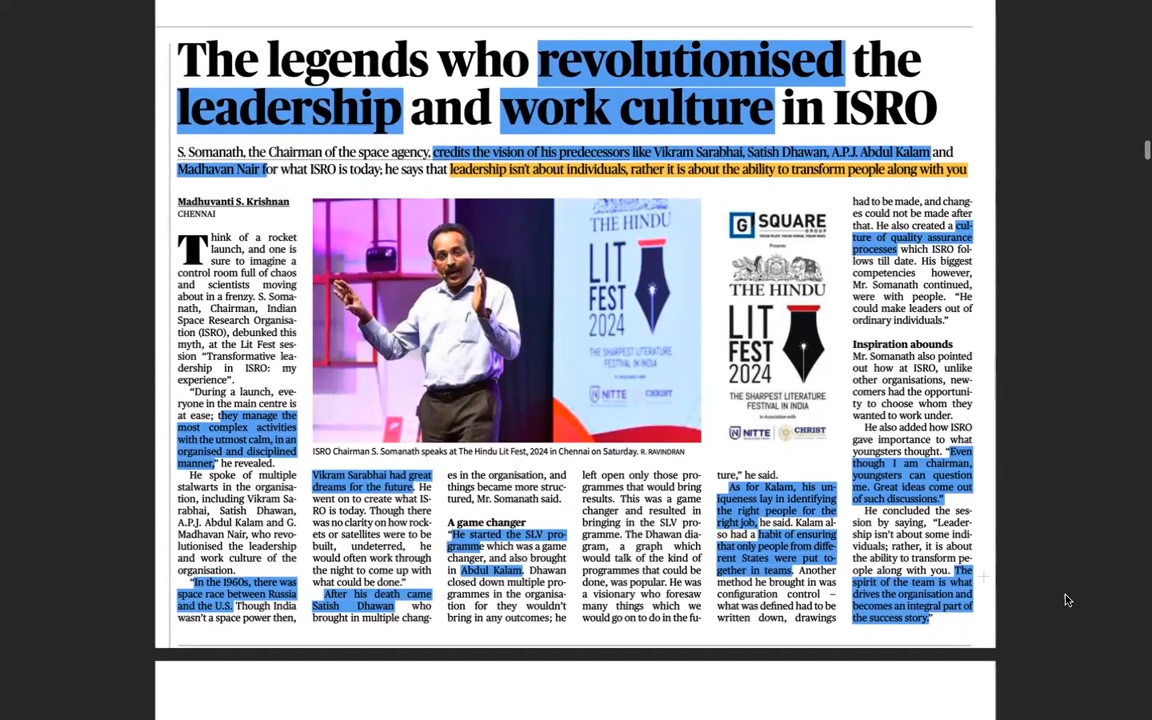 The legends who revolutionised the
leadership and work culture in ISRO
S. Somanath, the Chairman of the space agency, credits the vision of his predecessors like Vikram Sarabhai, Satish Dhawan, A.P.J. Abdul Kalam and
Madhavan Nair for what ISRO is today; he says that leadership isn't about individuals, rather it is about the ability to transform people along with you
Madhuvanti S. Krishnan
CHENNAI
Think of a rocket
launch, and one is
sure to imagine a
control room full of chaos
and scientists moving
about in a frenzy. S. Soma-
nath, Chairman, Indian
Space Research Organisa-
tion (ISRO), debunked this
myth, at the Lit Fest ses-
sion “Transformative lea-
dership in ISRO: my
experience”.
“During a launch, eve-
ryone in the main centre is
at ease; they manage the
most complex activities
with the utmost calm, in an
organised and disciplined
manner,” he revealed.
He spoke of multiple
stalwarts in the organisa-
tion, including Vikram Sa-
rabhai, Satish Dhawan,
A.P.J. Abdul Kalam and G.
Madhavan Nair, who revo-
lutionised the leadership
and work culture of the
organisation.
“In the 1960s, there was
space race between Russia
and the U.S. Though India
wasn't a space power then,
THE HINDU
LIT
FEST
2024
THE SHARPEST LITERATURE
FESTIVAL IN INDIA
In Association with
NITTE
CHRIST
G SQUARE
GROUP
Presents
THE HINDU
LIT
FEST
2024
THE SHARPEST LITERATURE
FESTIVAL IN INDIA
In Association with
NITTE
CHRIST
ISRO Chairman S. Somanath speaks at The Hindu Lit Fest, 2024 in Chennai on Saturday. R. RAVINDRAN
Vikram Sarabhai had great
dreams for the future. He
went on to create what IS-
RO is today. Though there
was no clarity on how rock-
ets or satellites were to be
built, undeterred, he
would often work through
the night to come up with
what could be done.”
After his death came
Satish Dhawan who
brought in multiple chang-
es in the organisation, and
things became more struc-
tured, Mr. Somanath said.
A game changer
“He started the SLV pro-
gramme which was a game
changer, and also brought
in Abdul Kalam. Dhawan
closed down multiple pro-
grammes in the organisa-
tion for they wouldn't
bring in any outcomes; he
left open only those pro-
grammes that would bring
results. This was a game
changer and resulted in
bringing in the SLV pro-
gramme. The Dhawan dia-
gram, a graph which
would talk of the kind of
programmes that could be
done, was popular. He was
a visionary who foresaw
many things which we
would go on to do in the fu-
ture,” he said.
As for Kalam, his un-
iqueness lay in identifying
the right people for the
right job, he said. Kalam al-
so had a habit of ensuring
that only people from diffe-
rent States were put to-
gether in teams. Another
method he brought in was
configuration control –
what was defined had to be
written down, drawings
had to be made, and chang-
es could not be made after
that. He also created a cul-
ture of quality assurance
processes which ISRO fol-
lows till date. His biggest
competencies however,
Mr. Somanath continued,
were with people. “He
could make leaders out of
ordinary individuals.”
Inspiration abounds
Mr. Somanath also pointed
out how at ISRO, unlike
other organisations, new-
comers had the opportuni-
ty to choose whom they
wanted to work under.
He also added how ISRO
gave importance to what
youngsters thought. “Even
though I am chairman,
youngsters can question
me. Great ideas come out
of such discussions.”
He concluded the ses-
sion by saying, “Leader-
ship isn't about some indi-
viduals; rather, it is about
the ability to transform pe-
ople along with you. The
spirit of the team is what
drives the organisation and
becomes an integral part of
the success story.”